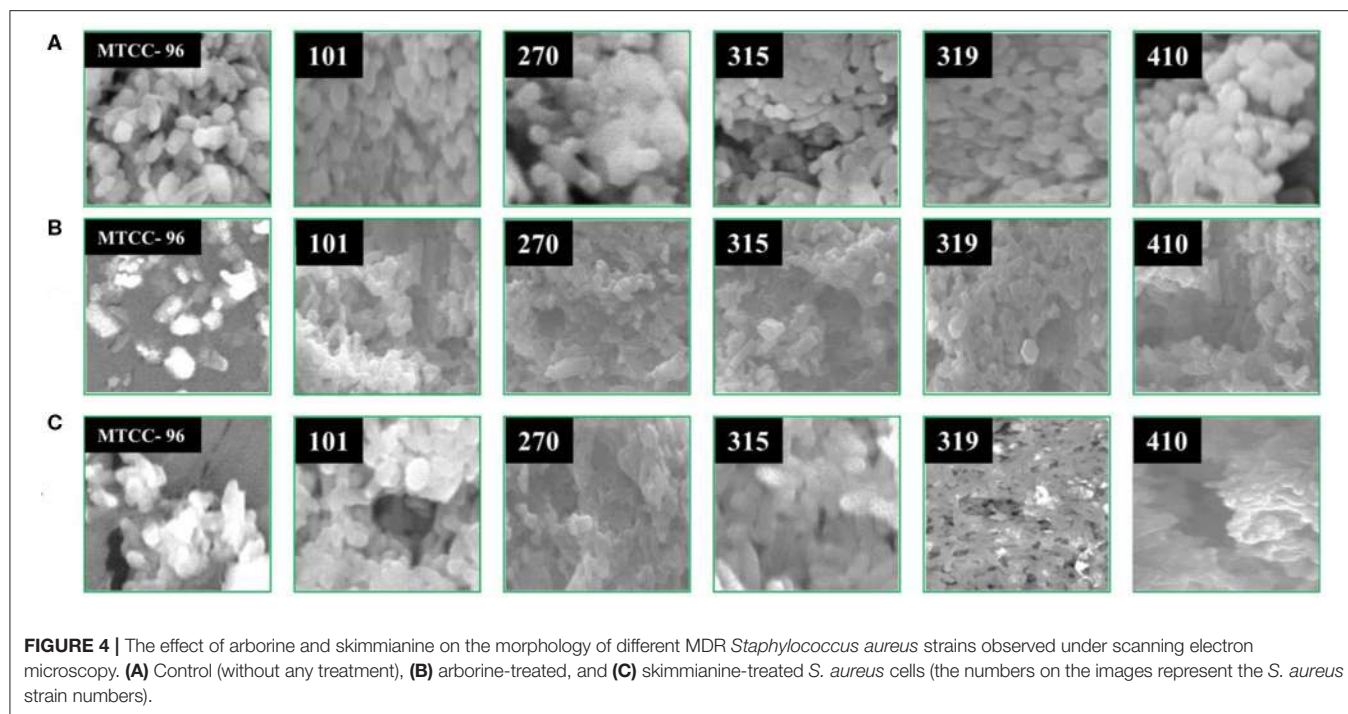 A MTCC- 96 101 270 315 319 410
B MTCC- 96 101 270 315 319 410
C MTCC- 96 101 270 315 319 410
FIGURE 4 | The effect of arborine and skimmianine on the morphology of different MDR Staphylococcus aureus strains observed under scanning electron
microscopy. (A) Control (without any treatment), (B) arborine-treated, and (C) skimmianine-treated S. aureus cells (the numbers on the images represent the S. aureus
strain numbers).